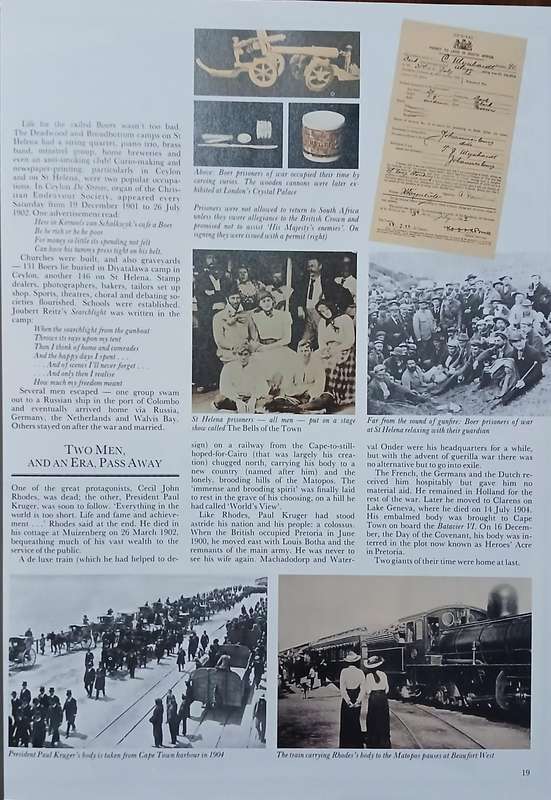 Life for the exiled Boers wasn't too bad.
The Deadwood and Broadbottom camps on St
Helena had a string quartet, piano trio, brass
band, minstrel group, home breweries and
even an anti-smoking club! Curio-making and
newspaper-printing, particularly in Ceylon
and on St Helena, were two popular occupa-
tions. In Ceylon De Strever, organ of the Chris-
tian Endeavour Society, appeared every
Saturday from 19 December 1901 to 26 July
1902. One advertisement read:
Here in Kernels van Schalkwyk's café a Boer
Be he rich or be he poor
For money so little its spending not felt
Can have his tummy press tight on his belt.
Churches were built, and also graveyards
— 131 Boers lie buried in Diyatalawa camp in
Ceylon, another 146 on St Helena. Stamp
dealers, photographers, bakers, tailors set up
shop. Sports, theatres, choral and debating so-
cieties flourished. Schools were established.
Joubert Reitz's Searchlight was written in the
camp:
When the searchlight from the gunboat
Throws its rays upon my tent
Then I think of home and comrades
And the happy days I spent . . .
. . . And of scenes I'll never forget . . .
. . . And only then I realise
How much my freedom meant
Several men escaped — one group swam
out to a Russian ship in the port of Colombo
and eventually arrived home via Russia,
Germany, the Netherlands and Walvis Bay.
Others stayed on after the war and married.
TWO MEN,
AND AN ERA, PASS AWAY
One of the great protagonists, Cecil John
Rhodes, was dead; the other, President Paul
Kruger, was soon to follow. 'Everything in the
world is too short. Life and fame and achieve-
ment . . .' Rhodes said at the end. He died in
his cottage at Muizenberg on 26 March 1902,
bequeathing much of his vast wealth to the
service of the public.
A de luxe train (which he had helped to de-
Above: Boer prisoners of war occupied their time by
carving curios. The wooden cannons were later ex-
hibited at London's Crystal Palace
Prisoners were not allowed to return to South Africa
unless they swore allegiance to the British Crown and
promised not to assist 'His Majesty's enemies'. On
signing they were issued with a permit (right)
PERMIT TO LAND IN SOUTH AFRICA
Johannesburg
St Helena prisoners — all men — put on a stage
show called The Bells of the Town
Far from the sound of gunfire: Boer prisoners of war
at St Helena relaxing with their guardian
sign) on a railway from the Cape-to-still-
hoped-for-Cairo (that was largely his crea-
tion) chugged north, carrying his body to a
new country (named after him) and the
lonely, brooding hills of the Matopos. The
'immense and brooding spirit' was finally laid
to rest in the grave of his choosing, on a hill he
had called 'World's View'.
Like Rhodes, Paul Kruger had stood
astride his nation and his people: a colossus.
When the British occupied Pretoria in June
1900, he moved east with Louis Botha and the
remnants of the main army. He was never to
see his wife again. Machadodorp and Water-
val Onder were his headquarters for a while,
but with the advent of guerilla war there was
no alternative but to go into exile.
The French, the Germans and the Dutch re-
ceived him hospitably but gave him no
material aid. He remained in Holland for the
rest of the war. Later he moved to Clarens on
Lake Geneva, where he died on 14 July 1904.
His embalmed body was brought to Cape
Town on board the Batavier VI. On 16 Decem-
ber, the Day of the Covenant, his body was in-
terred in the plot now known as Heroes' Acre
in Pretoria.
Two giants of their time were home at last.
President Paul Kruger's body is taken from Cape Town harbour in 1904
The train carrying Rhodes's body to the Matopos pauses at Beaufort West
19